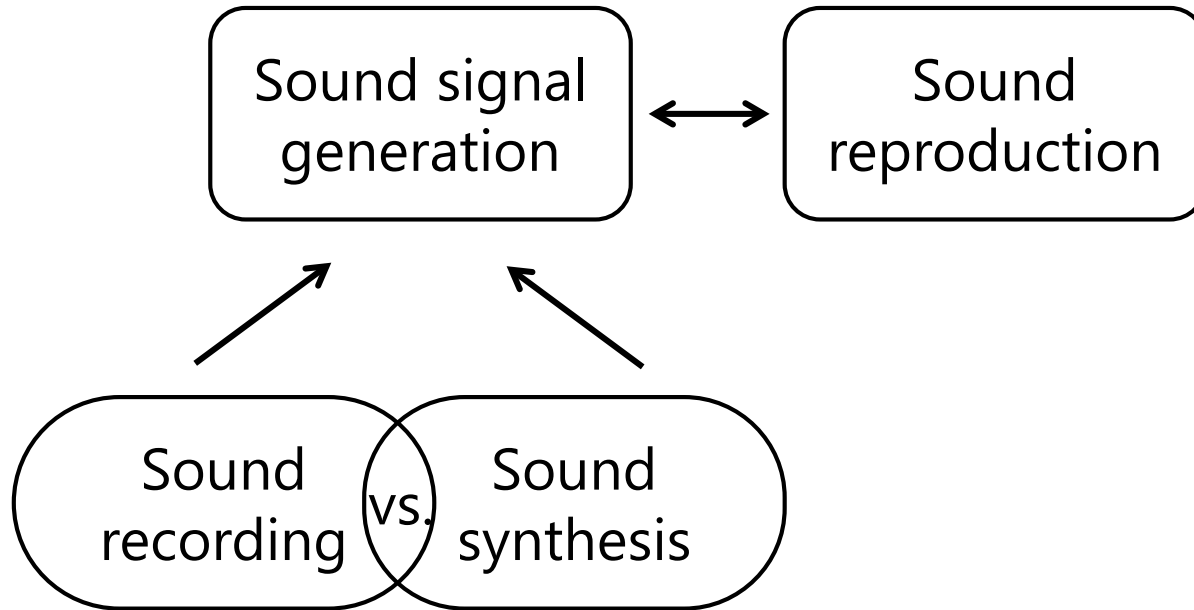 Sound signal
generation
Sound
reproduction
Sound
recording
vs.
Sound
synthesis